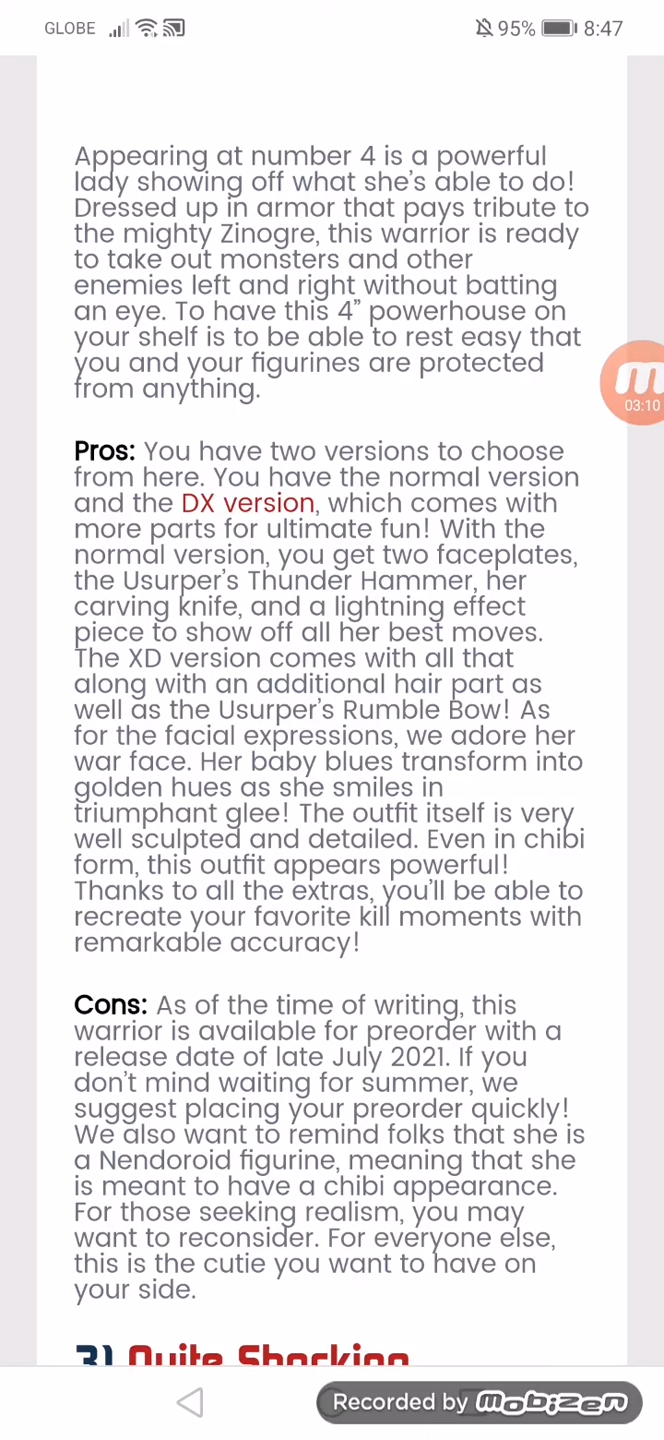 GLOBE 95% 8:47
Appearing at number 4 is a powerful
lady showing off what she's able to do!
Dressed up in armor that pays tribute to
the mighty Zinogre, this warrior is ready
to take out monsters and other
enemies left and right without batting
an eye. To have this 4” powerhouse on
your shelf is to be able to rest easy that
you and your figurines are protected
from anything.
03:10
Pros: You have two versions to choose
from here. You have the normal version
and the DX version, which comes with
more parts for ultimate fun! With the
normal version, you get two faceplates,
the Usurper's Thunder Hammer, her
carving knife, and a lightning effect
piece to show off all her best moves.
The XD version comes with all that
along with an additional hair part as
well as the Usurper's Rumble Bow! As
for the facial expressions, we adore her
war face. Her baby blues transform into
golden hues as she smiles in
triumphant glee! The outfit itself is very
well sculpted and detailed. Even in chibi
form, this outfit appears powerful!
Thanks to all the extras, you'll be able to
recreate your favorite kill moments with
remarkable accuracy!
Cons: As of the time of writing, this
warrior is available for preorder with a
release date of late July 2021. If you
don't mind waiting for summer, we
suggest placing your preorder quickly!
We also want to remind folks that she is
a Nendoroid figurine, meaning that she
is meant to have a chibi appearance.
For those seeking realism, you may
want to reconsider. For everyone else,
this is the cutie you want to have on
your side.
3) Quite Shocking
Recorded by mobizen